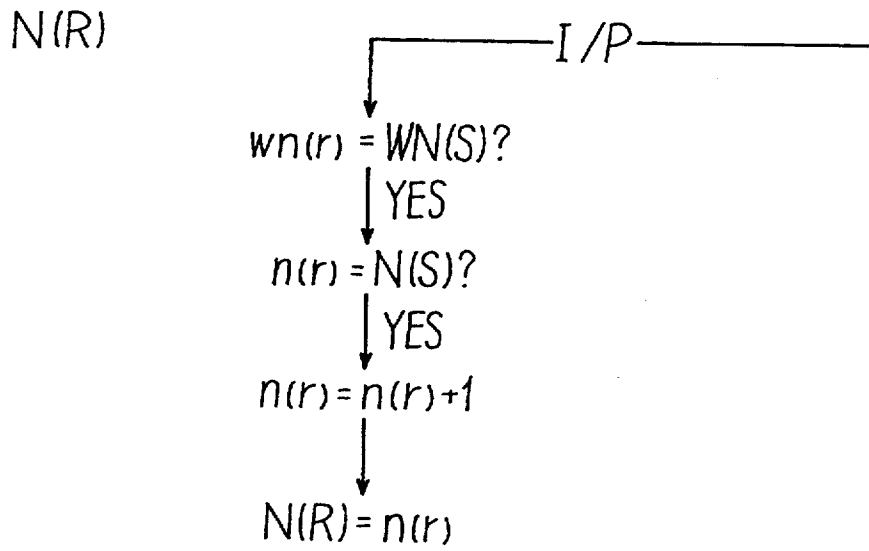 N(R)
I/P
wn(r) = WN(S)?
YES
n(r) = N(S)?
YES
n(r) = n(r)+1
N(R) = n(r)